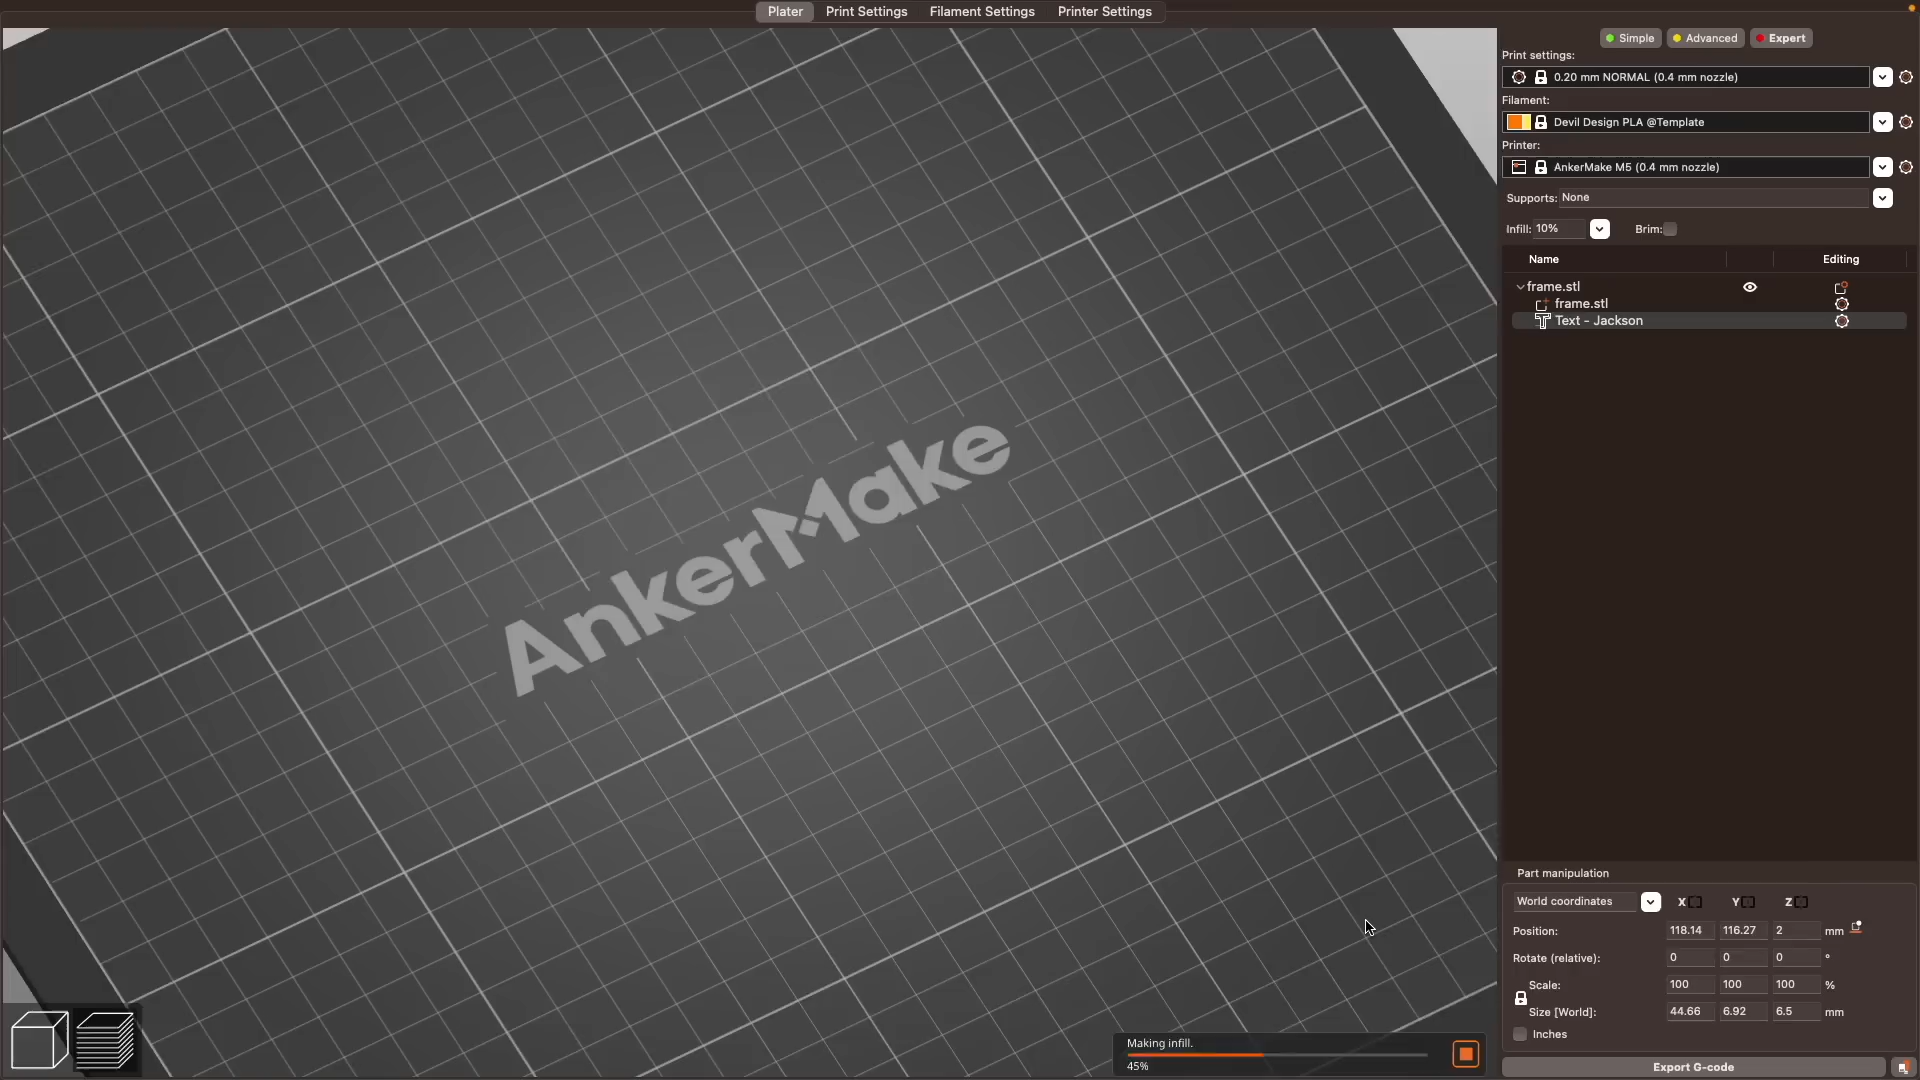 Plater Print Settings Filament Settings Printer Settings
Simple Advanced Expert
Print settings:
0.20 mm NORMAL (0.4 mm nozzle)
Filament:
Devil Design PLA @Template
Printer:
AnkerMake M5 (0.4 mm nozzle)
Supports: None
Infill: 10% Brim:
Name Editing
frame.stl
frame.stl
Text - Jackson
AnkerMake
Part manipulation
World coordinates X Y Z
Position: 118.14 116.27 2 mm
Rotate (relative): 0 0 0 °
Scale: 100 100 100 %
Size [World]: 44.66 6.92 6.5 mm
Inches
Making infill.
45%
Export G-code